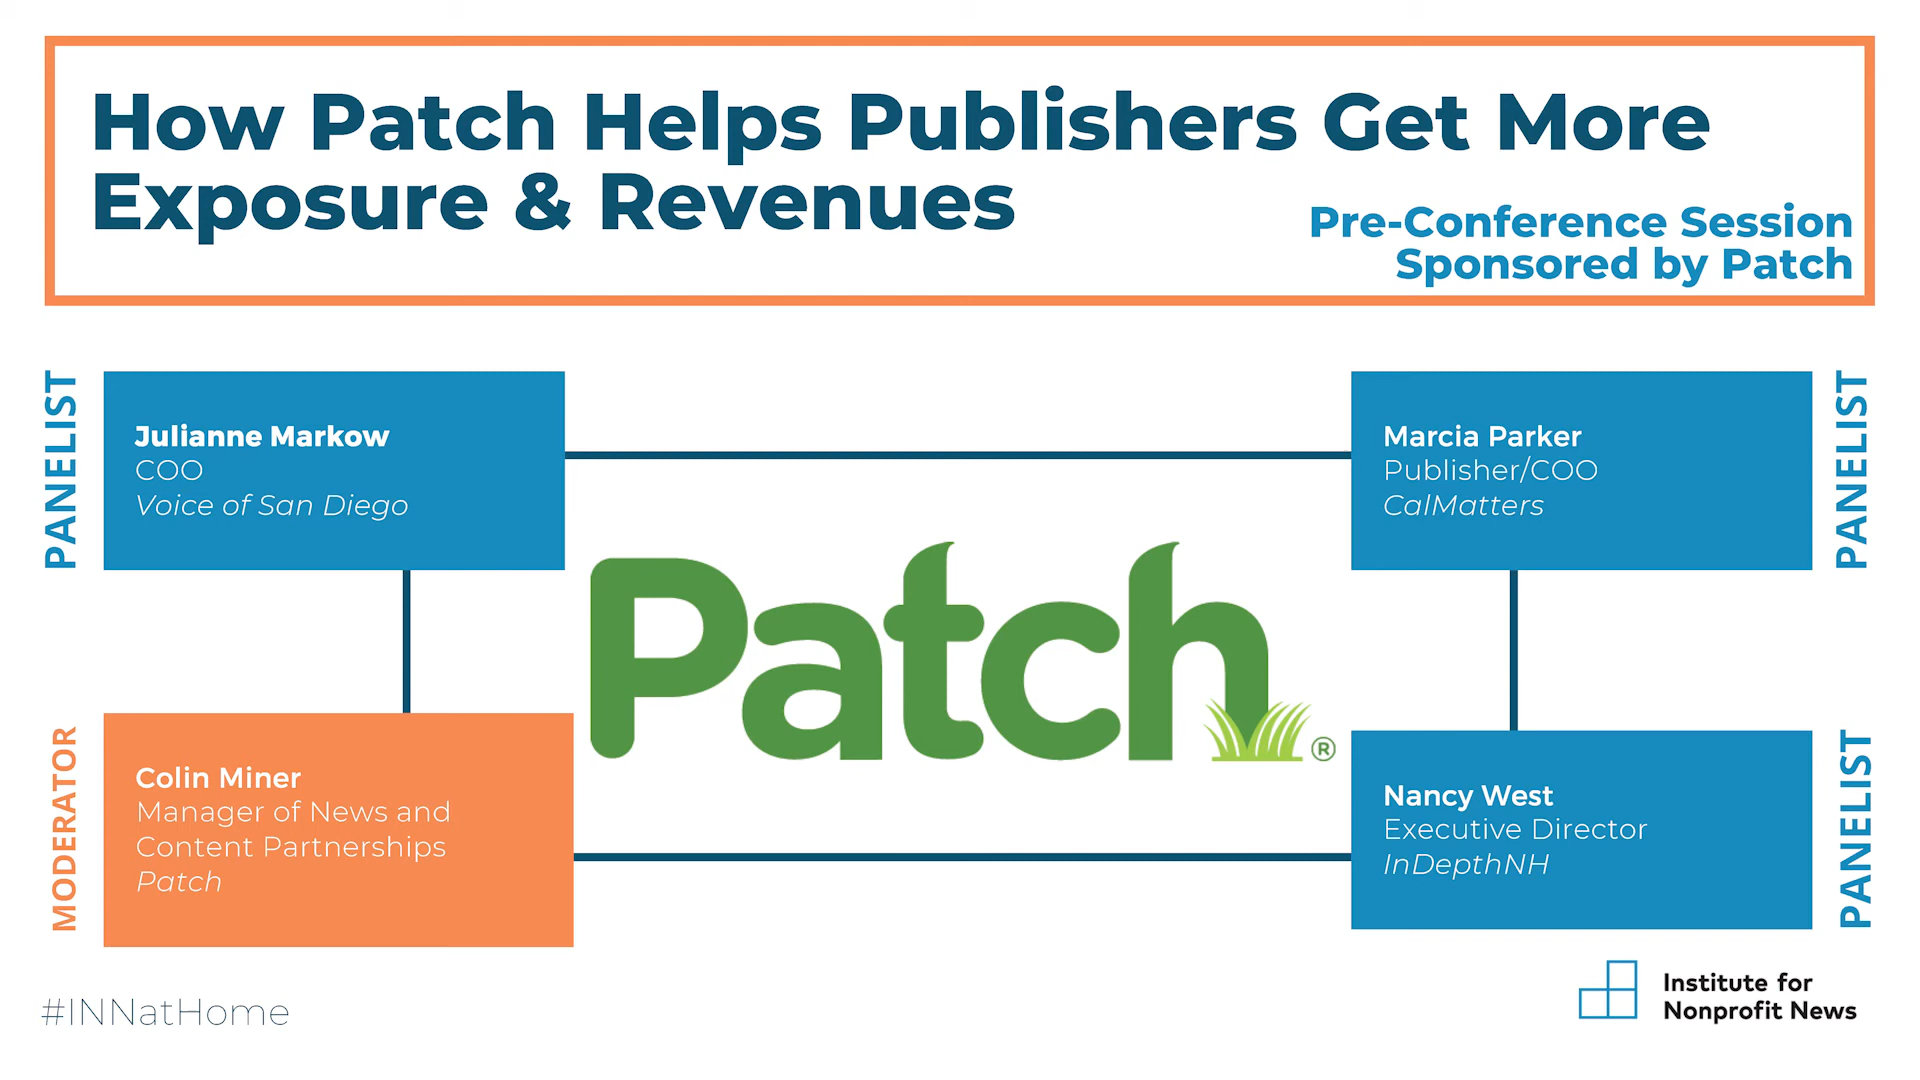 How Patch Helps Publishers Get More
Exposure & Revenues
Pre-Conference Session
Sponsored by Patch
PANELIST
Julianne Markow
COO
Voice of San Diego
Marcia Parker
Publisher/COO
CalMatters
PANELIST
Patch®
MODERATOR
Colin Miner
Manager of News and
Content Partnerships
Patch
Nancy West
Executive Director
InDepthNH
PANELIST
#INNatHome
Institute for
Nonprofit News